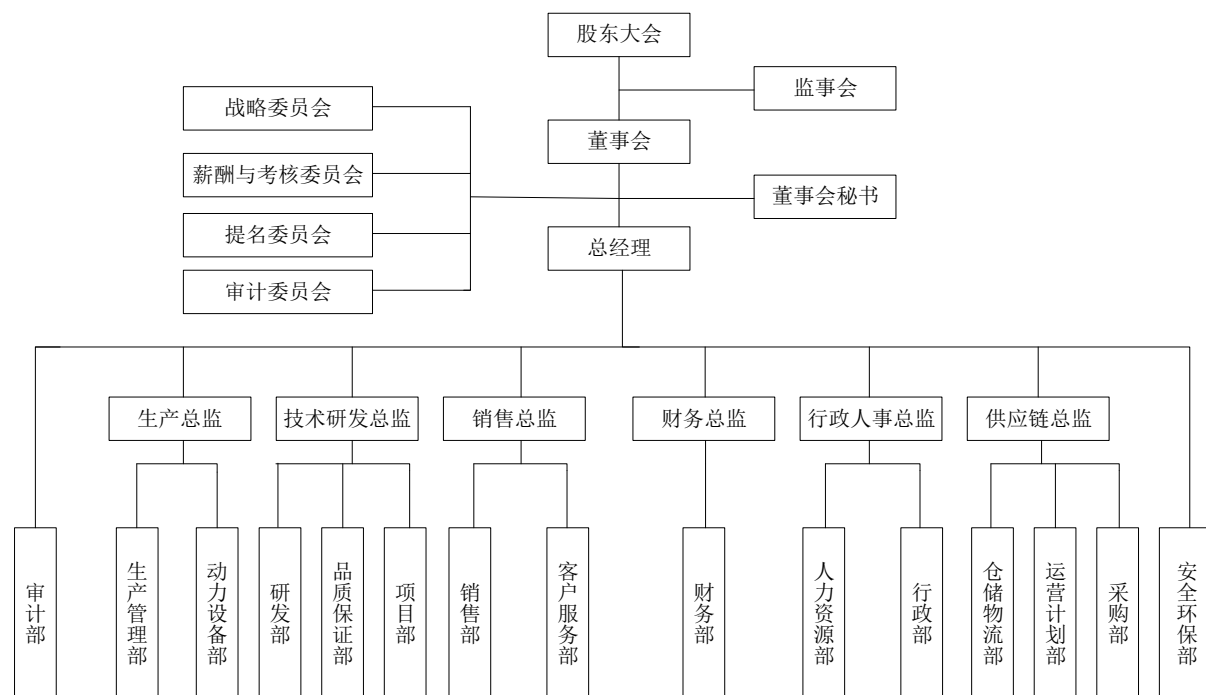 股东大会
监事会
战略委员会
董事会
薪酬与考核委员会
董事会秘书
提名委员会
总经理
审计委员会
生产总监
技术研发总监
销售总监
财务总监
行政人事总监
供应链总监
审计部
生产管理部
动力设备部
研发部
品质保证部
项目部
销售部
客户服务部
财务部
人力资源部
行政部
仓储物流部
运营计划部
采购部
安全环保部